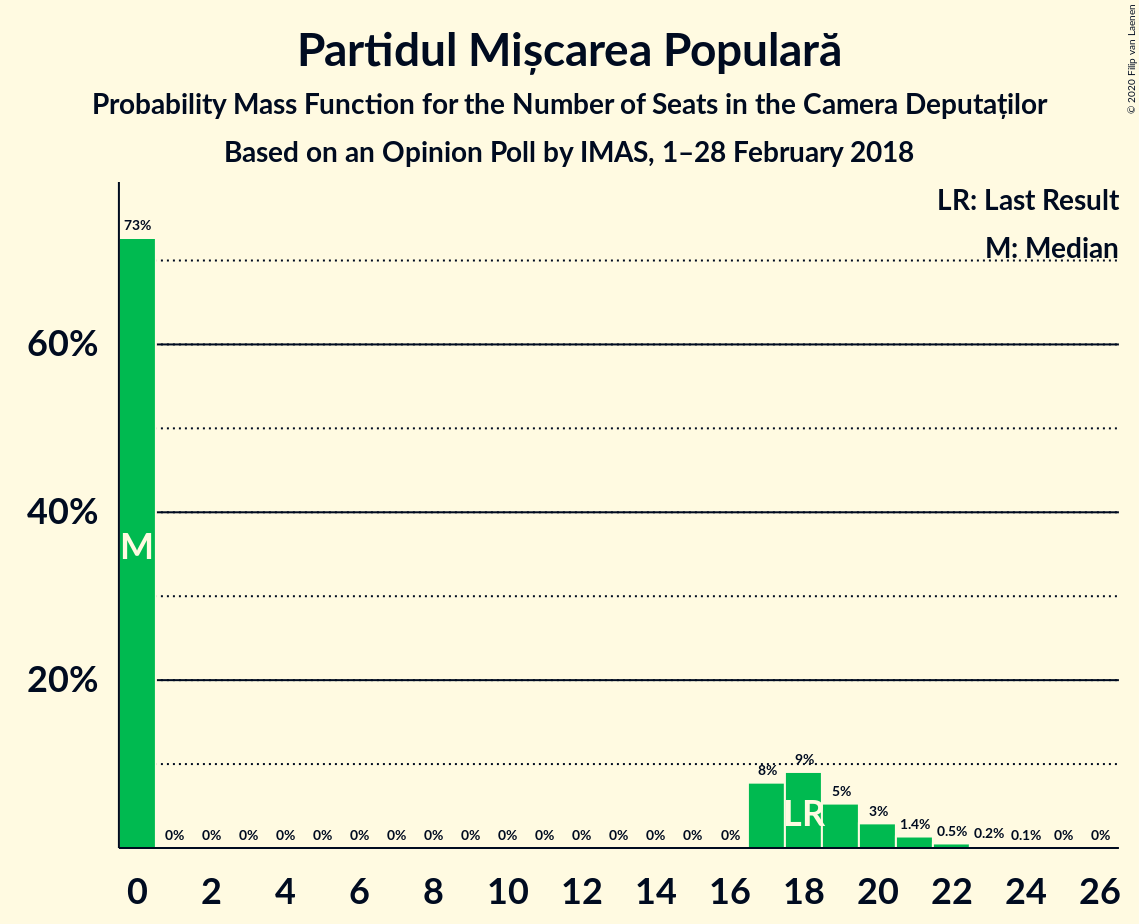 Partidul Mișcarea Populară
Probability Mass Function for the Number of Seats in the Camera Deputaților
Based on an Opinion Poll by IMAS, 1–28 February 2018
© 2020 Filip van Laenen
LR: Last Result
M: Median
60%
40%
20%
73% 0% 0% 0% 0% 0% 0% 0% 0% 0% 0% 0% 0% 0% 0% 0% 0% 8% 9% 5% 3% 1.4% 0.5% 0.2% 0.1% 0% 0%
M
LR
0 2 4 6 8 10 12 14 16 18 20 22 24 26